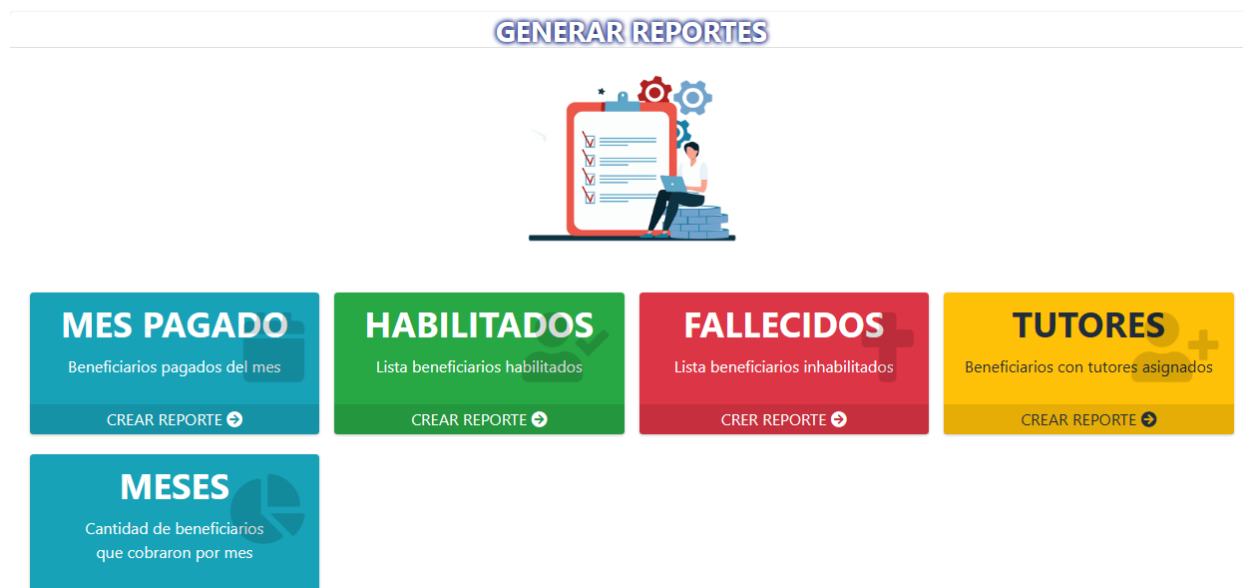 GENERAR REPORTES
MES PAGADO
Beneficiarios pagados del mes
CREAR REPORTE
HABILITADOS
Lista beneficiarios habilitados
CREAR REPORTE
FALLECIDOS
Lista beneficiarios inhabilitados
CRER REPORTE
TUTORES
Beneficiarios con tutores asignados
CREAR REPORTE
MESES
Cantidad de beneficiarios
que cobraron por mes